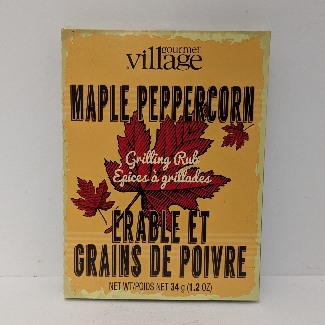 gourmet
village
MAPLE PEPPERCORN
Grilling Rub
Épices à grillades
ÉRABLE ET
GRAINS DE POIVRE
NET WT/POIDS NET 34 g (1.2 OZ)